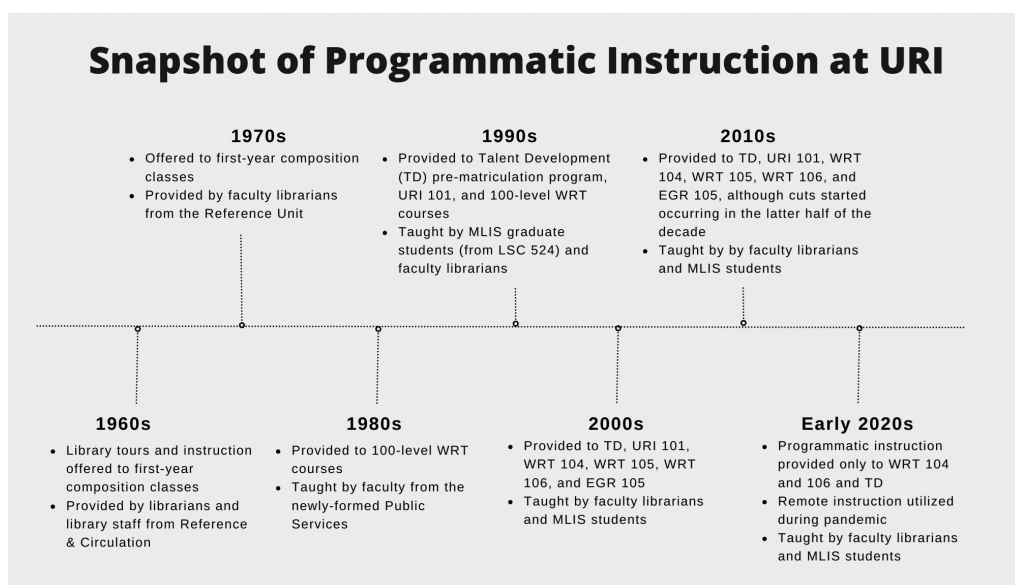 Snapshot of Programmatic Instruction at URI
1970s
• Offered to first-year composition
classes
• Provided by faculty librarians
from the Reference Unit
1990s
• Provided to Talent Development
(TD) pre-matriculation program,
URI 101, and 100-level WRT
courses
• Taught by MLIS graduate
students (from LSC 524) and
faculty librarians
2010s
• Provided to TD, URI 101, WRT
104, WRT 105, WRT 106, and
EGR 105, although cuts started
occurring in the latter half of the
decade
• Taught by by faculty librarians
and MLIS students
1960s
• Library tours and instruction
offered to first-year
composition classes
• Provided by librarians and
library staff from Reference
& Circulation
1980s
• Provided to 100-level WRT
courses
• Taught by faculty from the
newly-formed Public
Services
2000s
• Provided to TD, URI 101,
WRT 104, WRT 105, WRT
106, and EGR 105
• Taught by faculty librarians
and MLIS students
Early 2020s
• Programmatic instruction
provided only to WRT 104
and 106 and TD
• Remote instruction utilized
during pandemic
• Taught by faculty librarians
and MLIS students